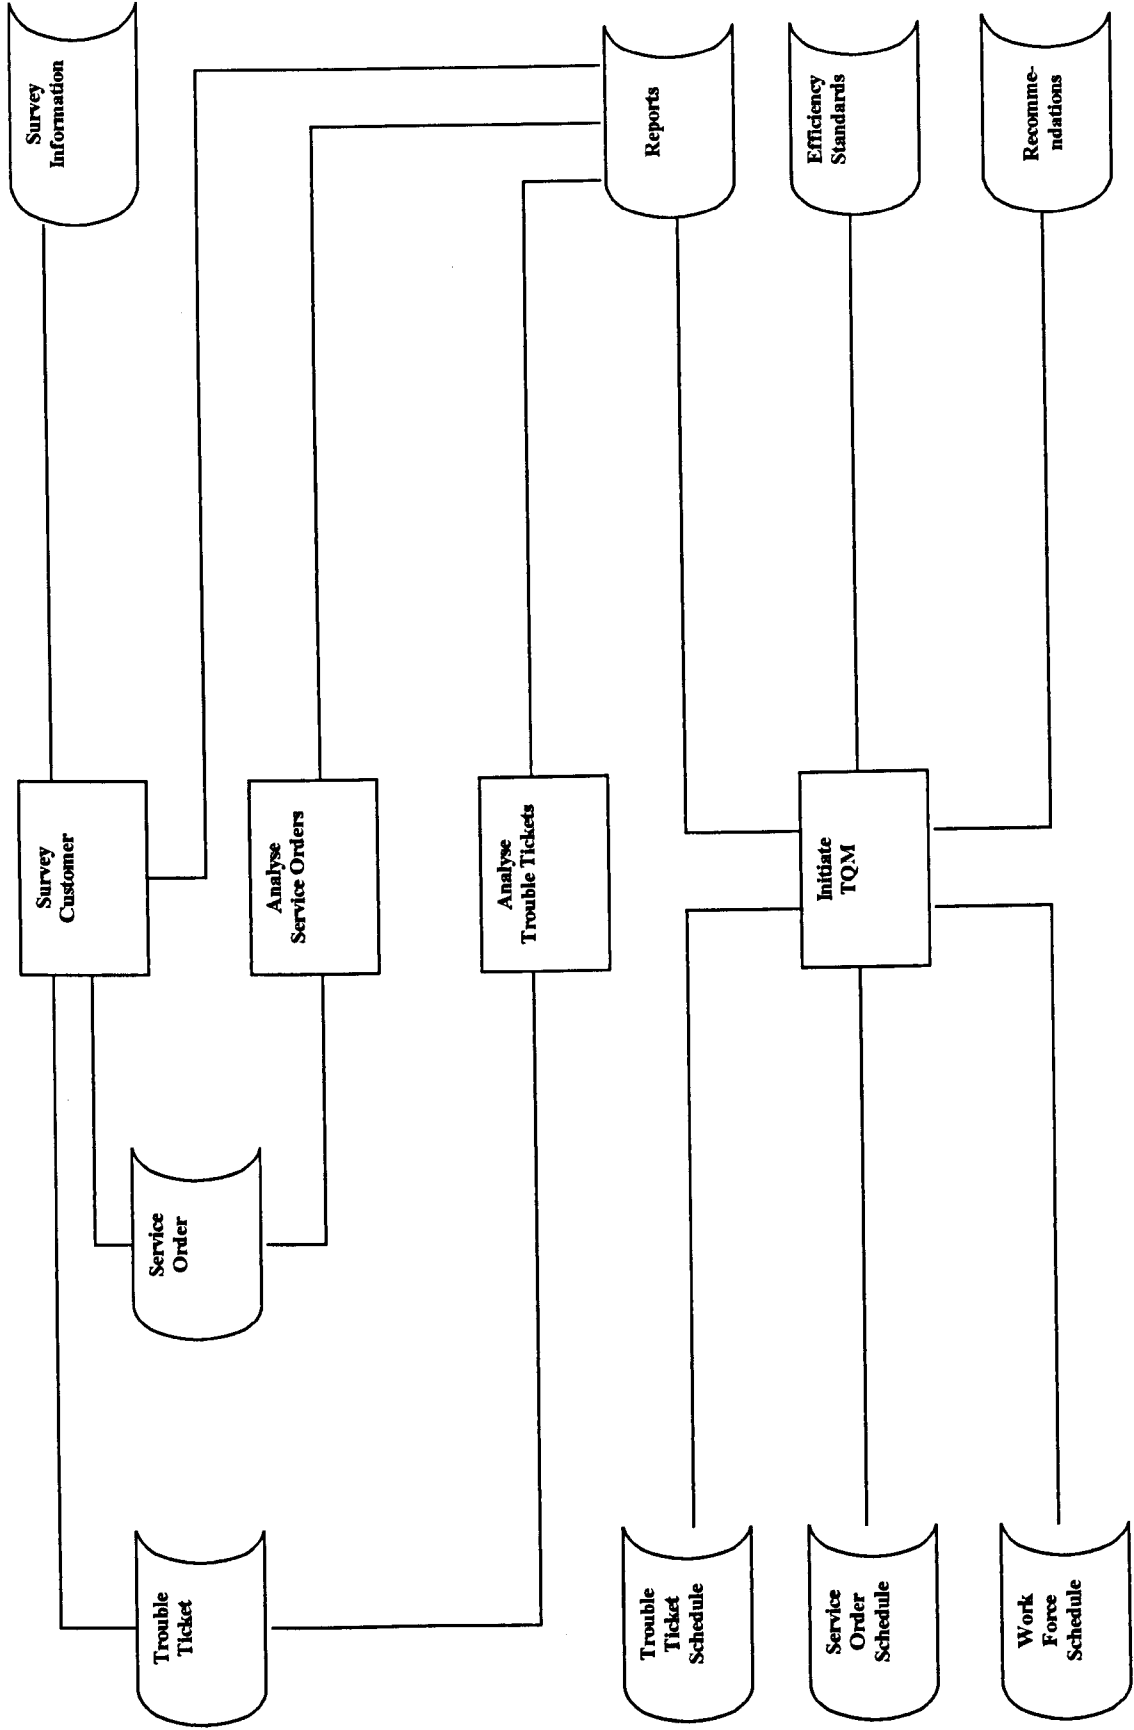 Trouble
Ticket
Service
Order
Survey
Customer
Survey
Information
Analyse
Service Orders
Analyse
Trouble Tickets
Reports
Trouble
Ticket
Schedule
Service
Order
Schedule
Initiate
TQM
Efficiency
Standards
Work
Force
Schedule
Recomme-
ndations